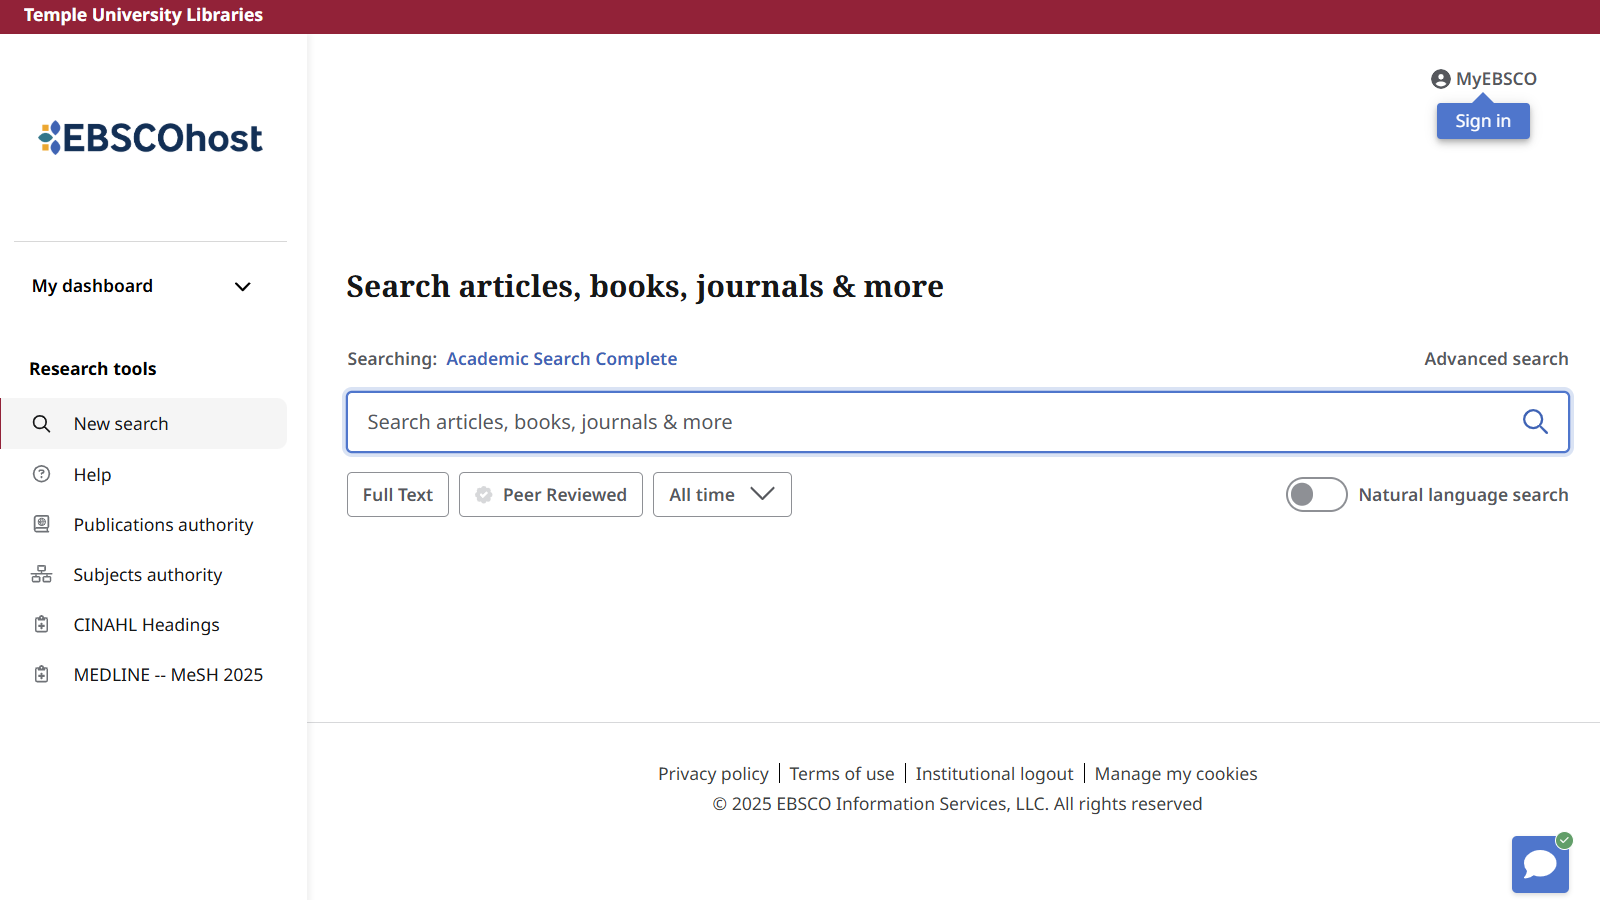 Temple University Libraries
EBSCOhost
MyEBSCO
Sign in
My dashboard
Research tools
New search
Help
Publications authority
Subjects authority
CINAHL Headings
MEDLINE -- MeSH 2025
Search articles, books, journals & more
Searching: Academic Search Complete
Advanced search
Search articles, books, journals & more
Full Text
Peer Reviewed
All time
Natural language search
Privacy policy | Terms of use | Institutional logout | Manage my cookies
© 2025 EBSCO Information Services, LLC. All rights reserved